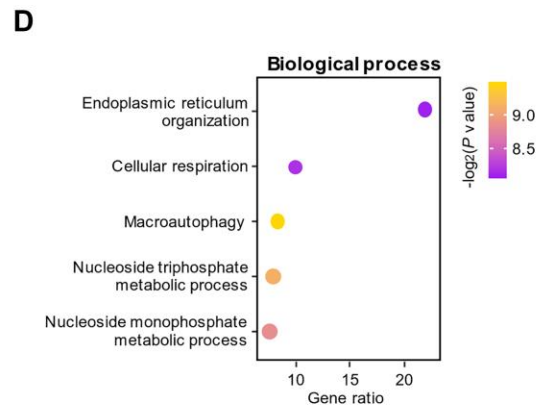 D
Biological process
Endoplasmic reticulum
organization
Cellular respiration
Macroautophagy
Nucleoside triphosphate
metabolic process
Nucleoside monophosphate
metabolic process
10 15 20
Gene ratio
-log2(P value)
9.0
8.5